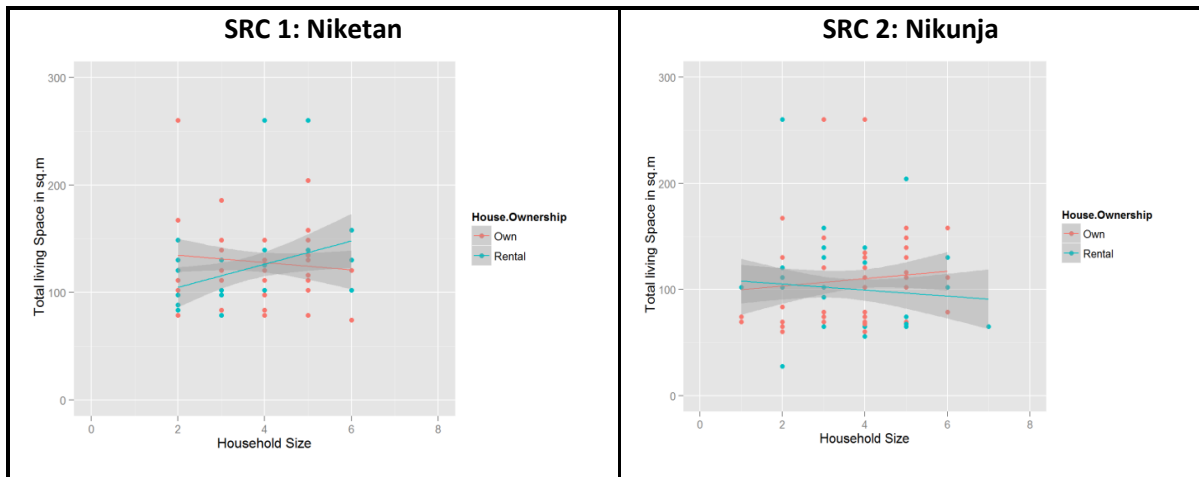 SRC 1: Niketan
300
200
100
0
Total living Space in sq.m
0
2
4
6
8
Household Size
House.Ownership
Own
Rental
SRC 2: Nikunja
300
200
100
0
Total living Space in sq.m
0
2
4
6
8
Household Size
House.Ownership
Own
Rental